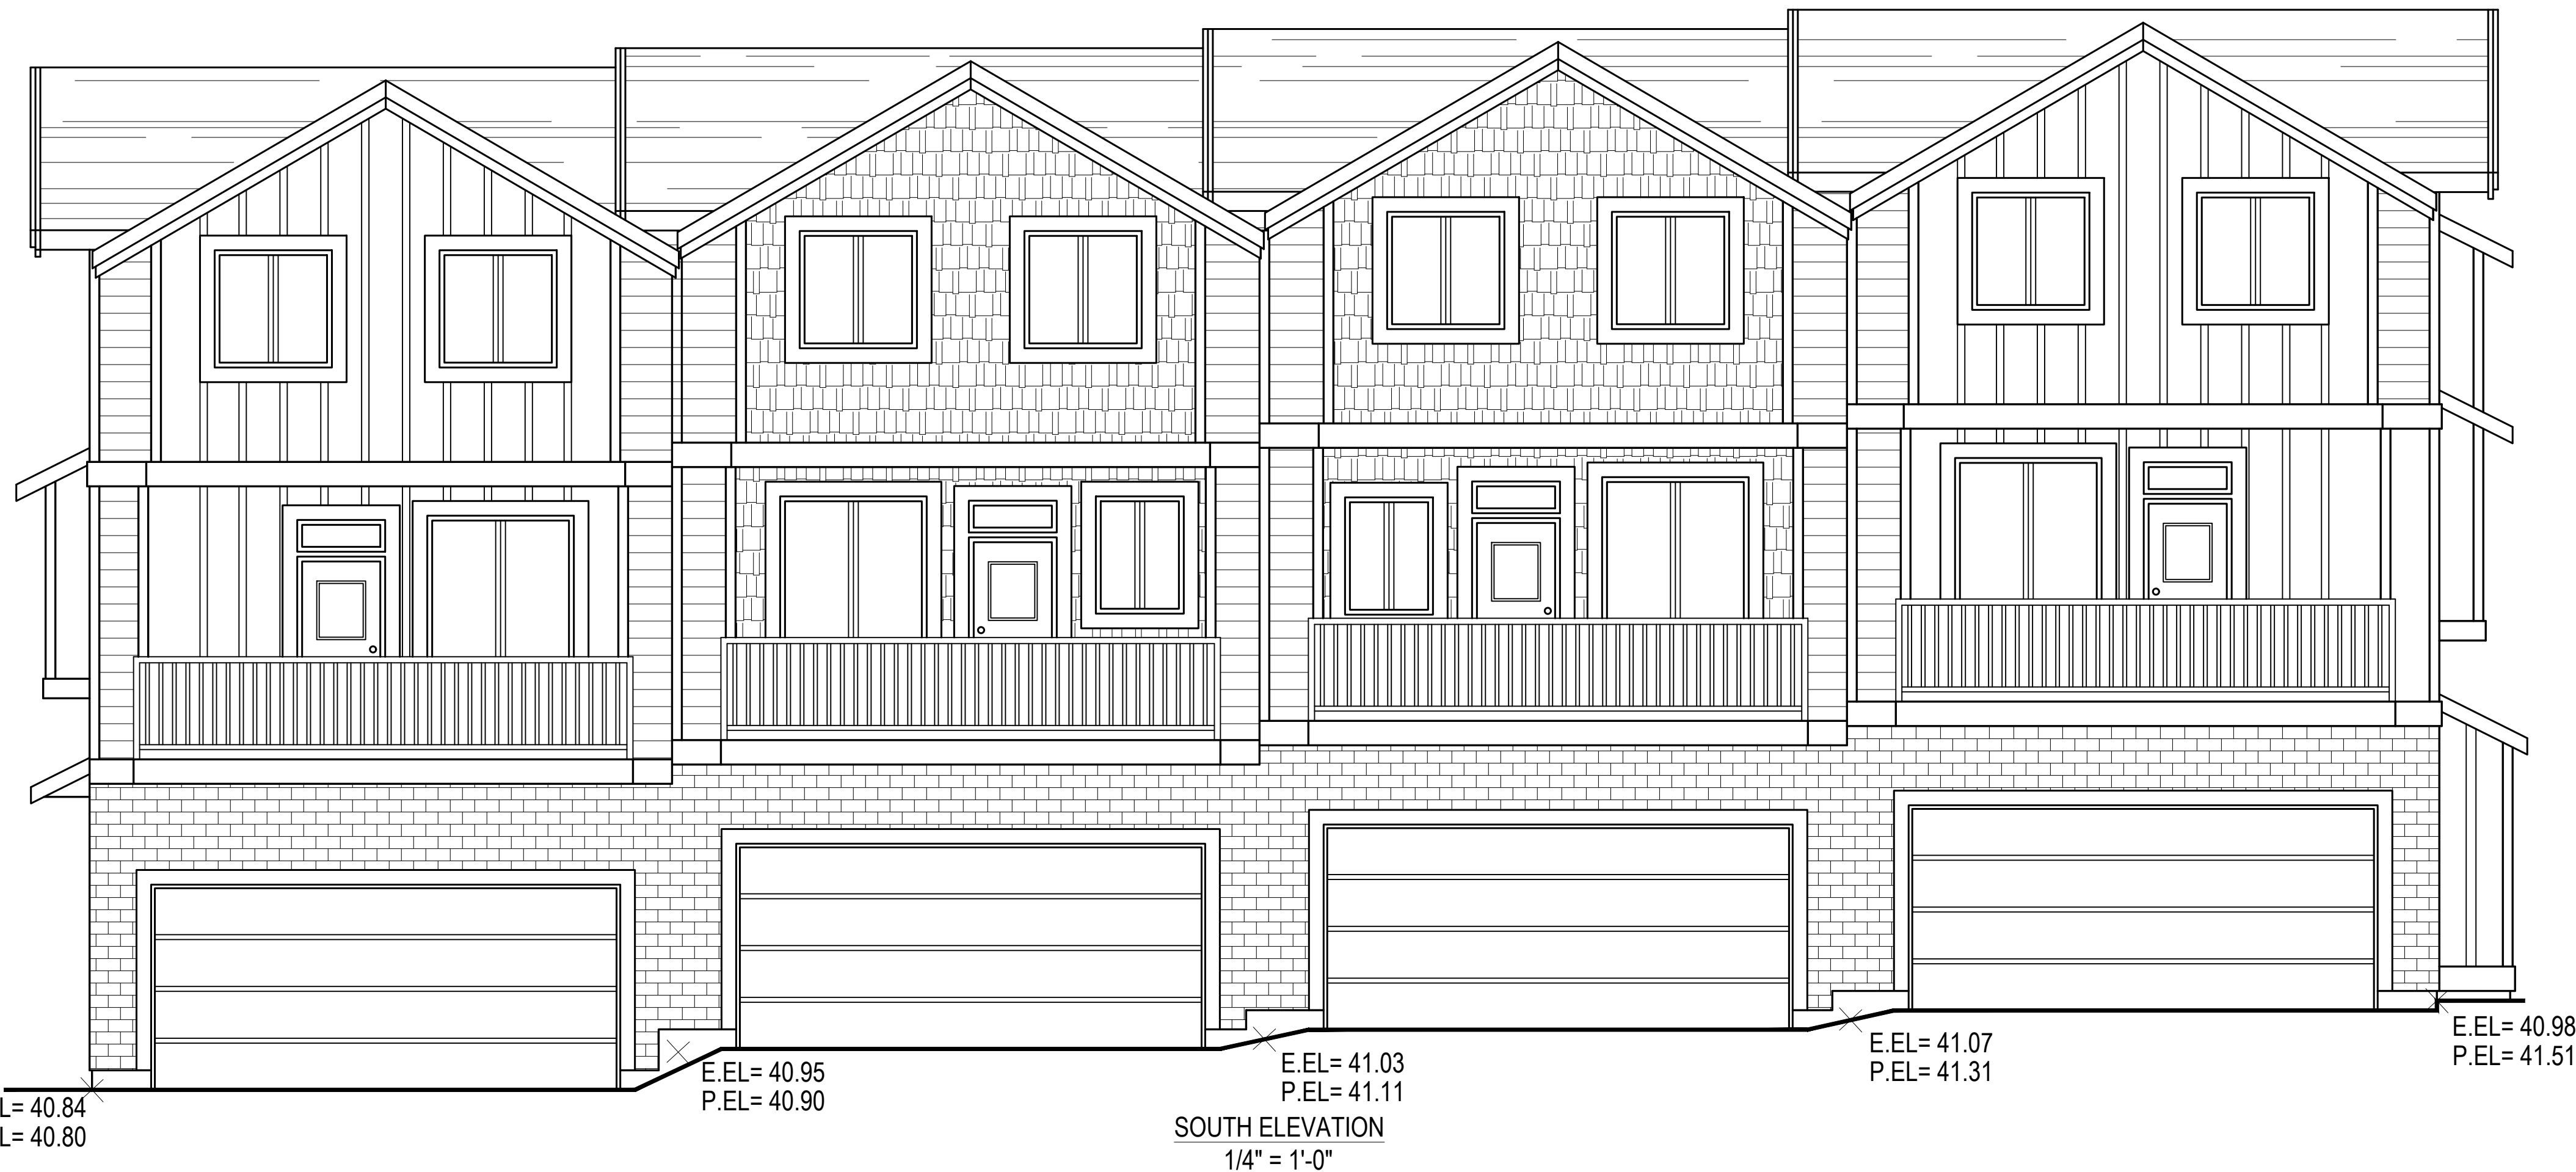 L= 40.84
L= 40.80
E.EL= 40.95
P.EL= 40.90
E.EL= 41.03
P.EL= 41.11
E.EL= 41.07
P.EL= 41.31
E.EL= 40.98
P.EL= 41.51
SOUTH ELEVATION
1/4" = 1'-0"